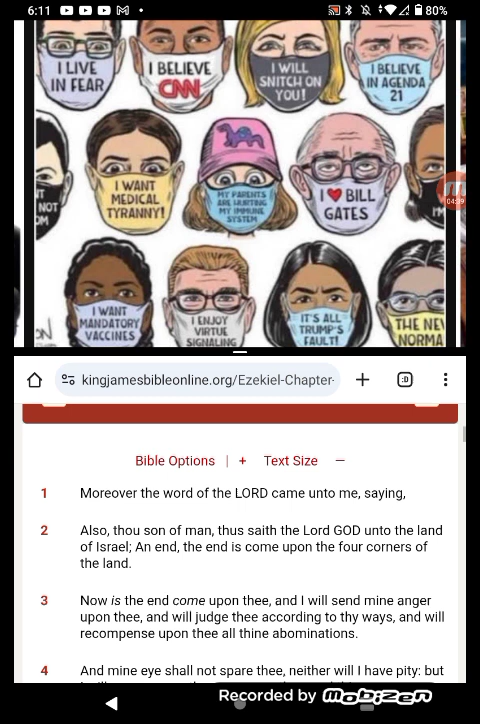 6:11
80%
I LIVE
IN FEAR
I BELIEVE
CNN
I WILL
SNITCH ON
YOU!
I BELIEVE
IN AGENDA
21
NOT
I WANT
MEDICAL
TYRANNY!
MY PARENTS
ARE HURTING
MY IMMUNE
SYSTEM
I ❤ BILL
GATES
04:39
I WANT
MANDATORY
VACCINES
I ENJOY
VIRTUE
SIGNALING
IT'S ALL
TRUMP'S
FAULT!
THE NEW
NORMA
kingjamesbibleonline.org/Ezekiel-Chapter-
:D
Bible Options | + Text Size —
1 Moreover the word of the LORD came unto me, saying,
2 Also, thou son of man, thus saith the Lord GOD unto the land
of Israel; An end, the end is come upon the four corners of
the land.
3 Now is the end come upon thee, and I will send mine anger
upon thee, and will judge thee according to thy ways, and will
recompense upon thee all thine abominations.
4 And mine eye shall not spare thee, neither will I have pity: but
Recorded by Mobizen